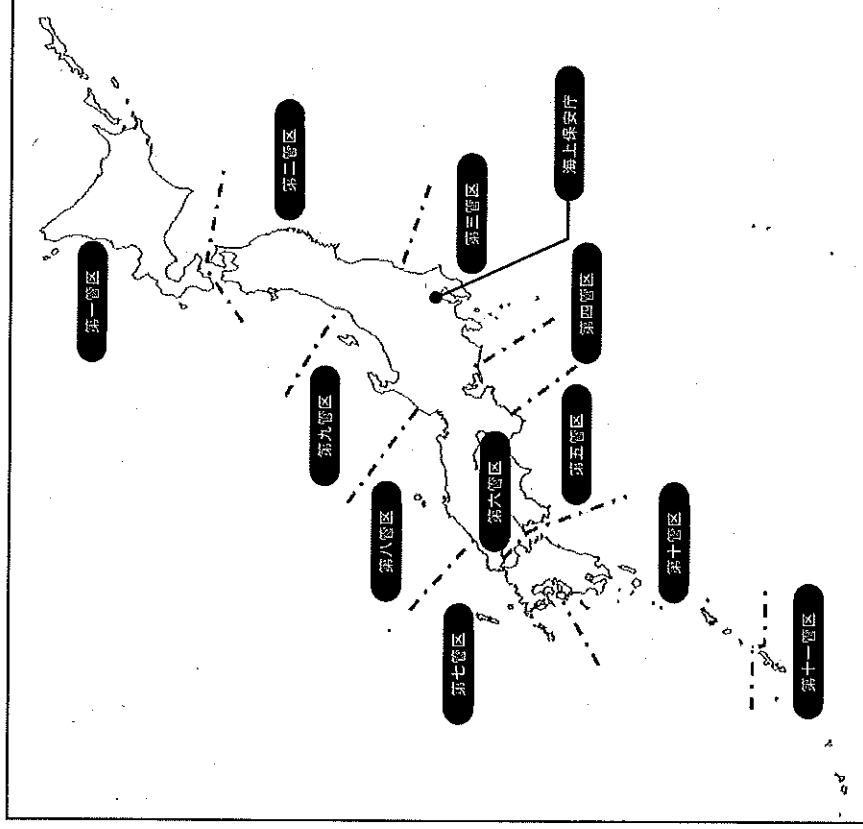 第一管区
第二管区
第三管区
海上保安庁
第四管区
第九管区
第五管区
第六管区
第八管区
第十管区
第七管区
第十一管区